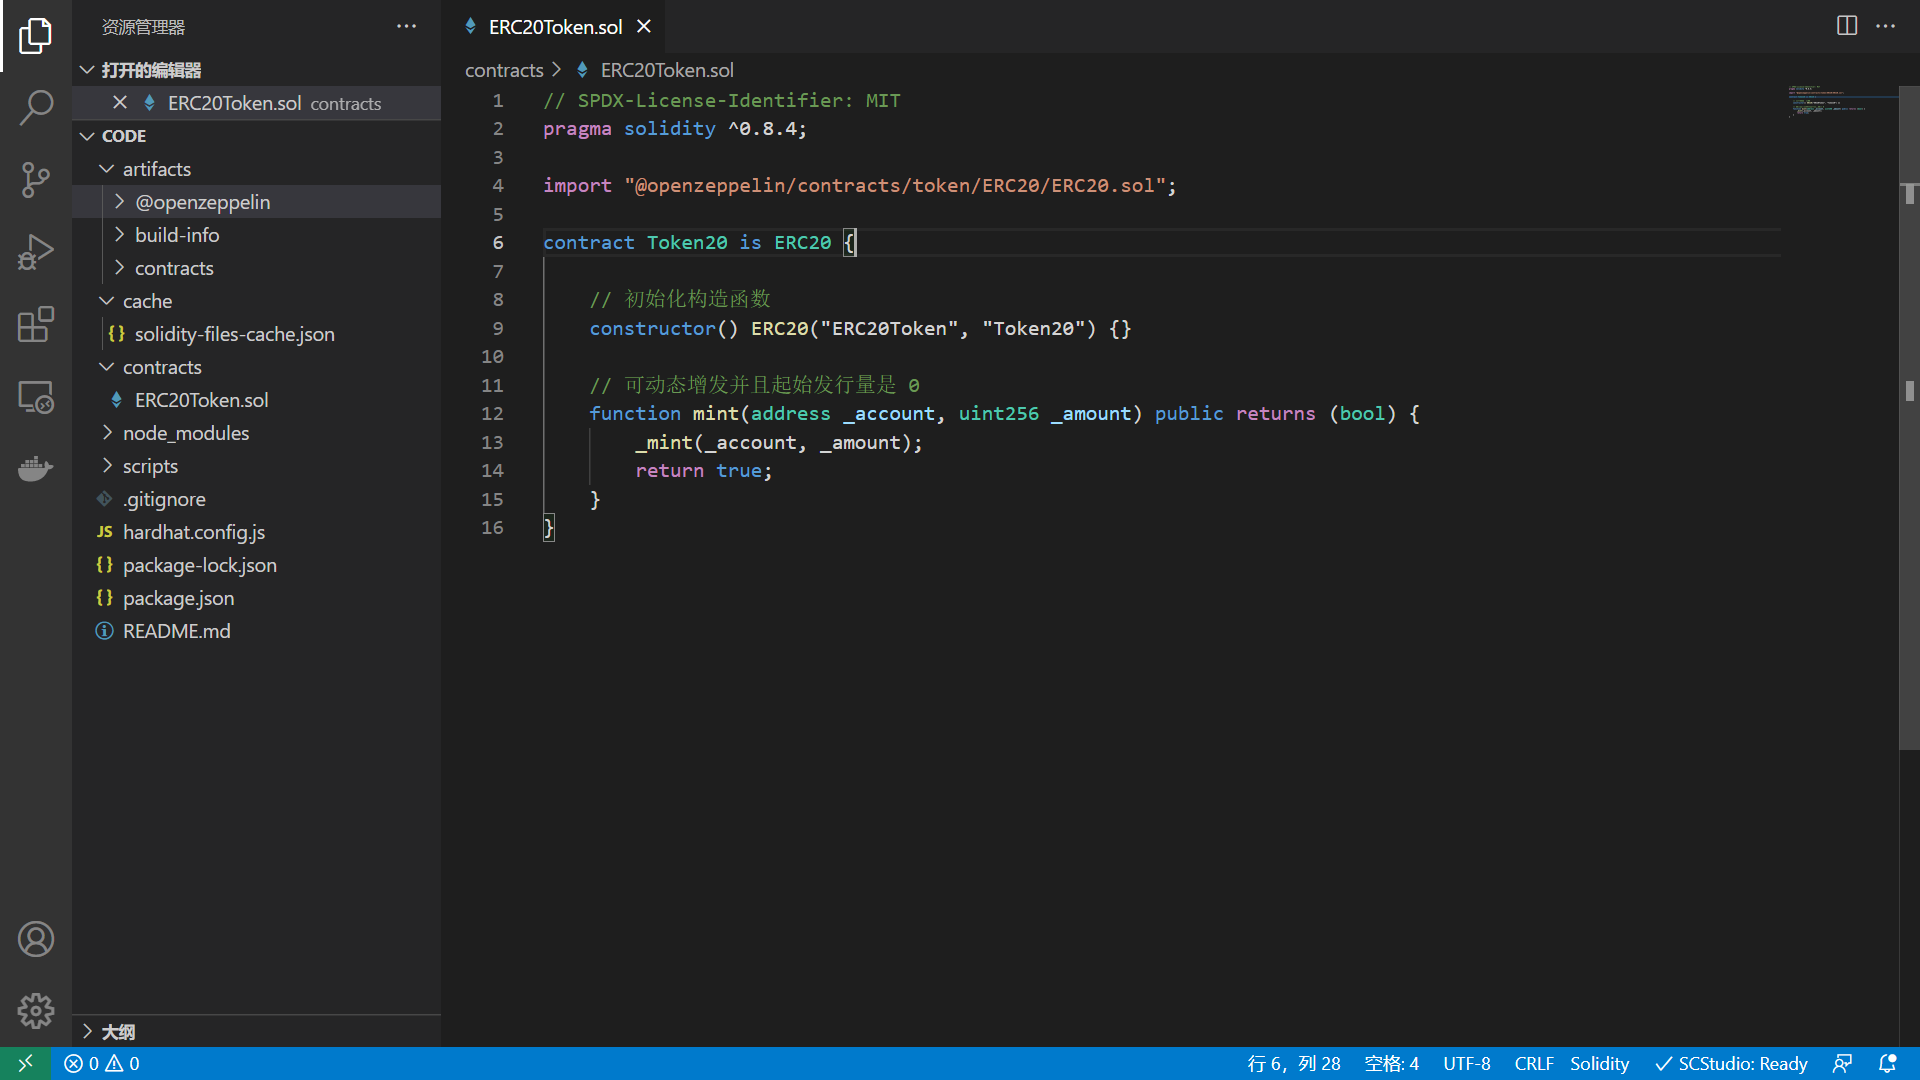 资源管理器
打开的编辑器
ERC20Token.sol contracts
CODE
artifacts
@openzeppelin
build-info
contracts
cache
{} solidity-files-cache.json
contracts
ERC20Token.sol
node_modules
scripts
.gitignore
JS hardhat.config.js
{} package-lock.json
{} package.json
README.md
大纲
ERC20Token.sol
contracts > ERC20Token.sol
1 // SPDX-License-Identifier: MIT
2 pragma solidity ^0.8.4;
3
4 import "@openzeppelin/contracts/token/ERC20/ERC20.sol";
5
6 contract Token20 is ERC20 {
7
8 // 初始化构造函数
9 constructor() ERC20("ERC20Token", "Token20") {}
10
11 // 可动态增发并且起始发行量是 0
12 function mint(address _account, uint256 _amount) public returns (bool) {
13 _mint(_account, _amount);
14 return true;
15 }
16 }
0 0 行 6，列 28 空格: 4 UTF-8 CRLF Solidity SCStudio: Ready